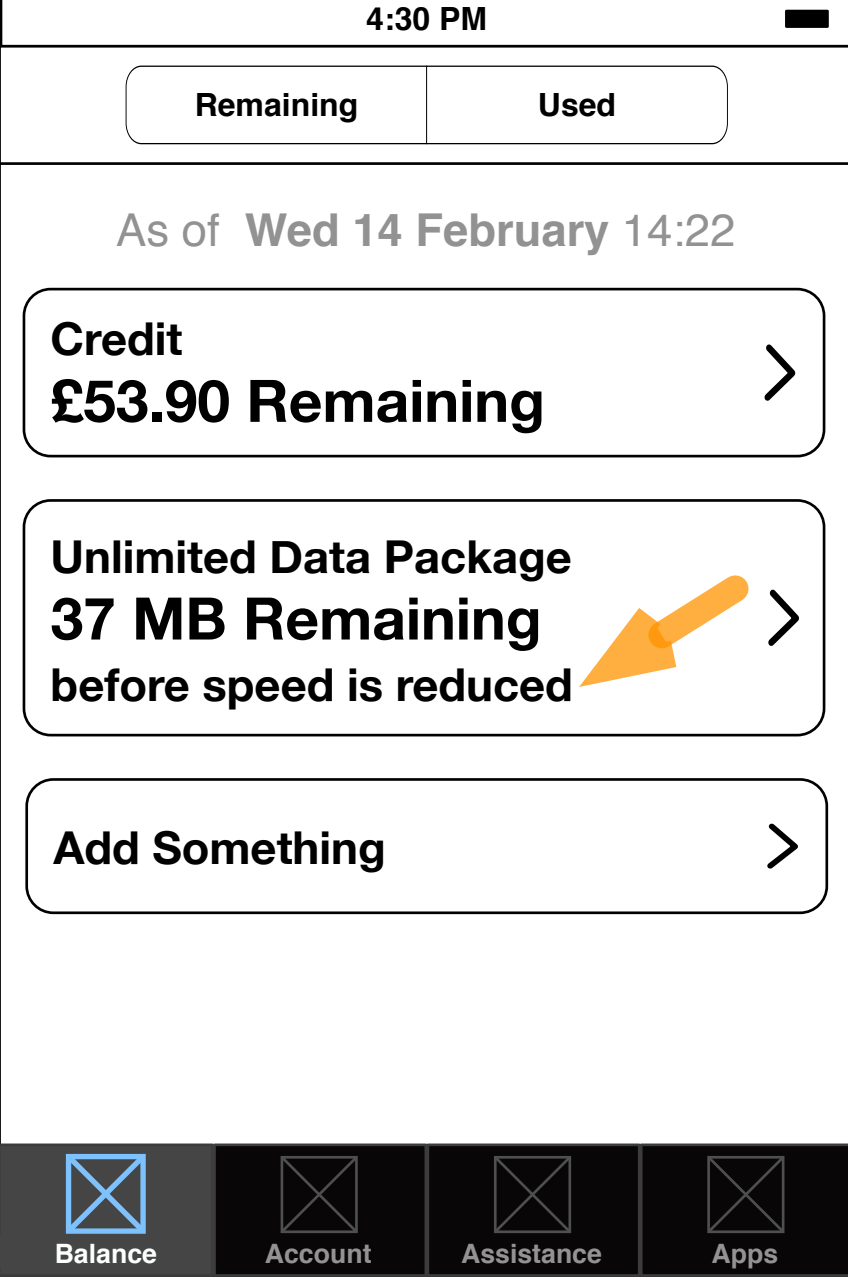 4:30 PM
Remaining Used
As of Wed 14 February 14:22
Credit
£53.90 Remaining
Unlimited Data Package
37 MB Remaining
before speed is reduced
Add Something
Balance Account Assistance Apps